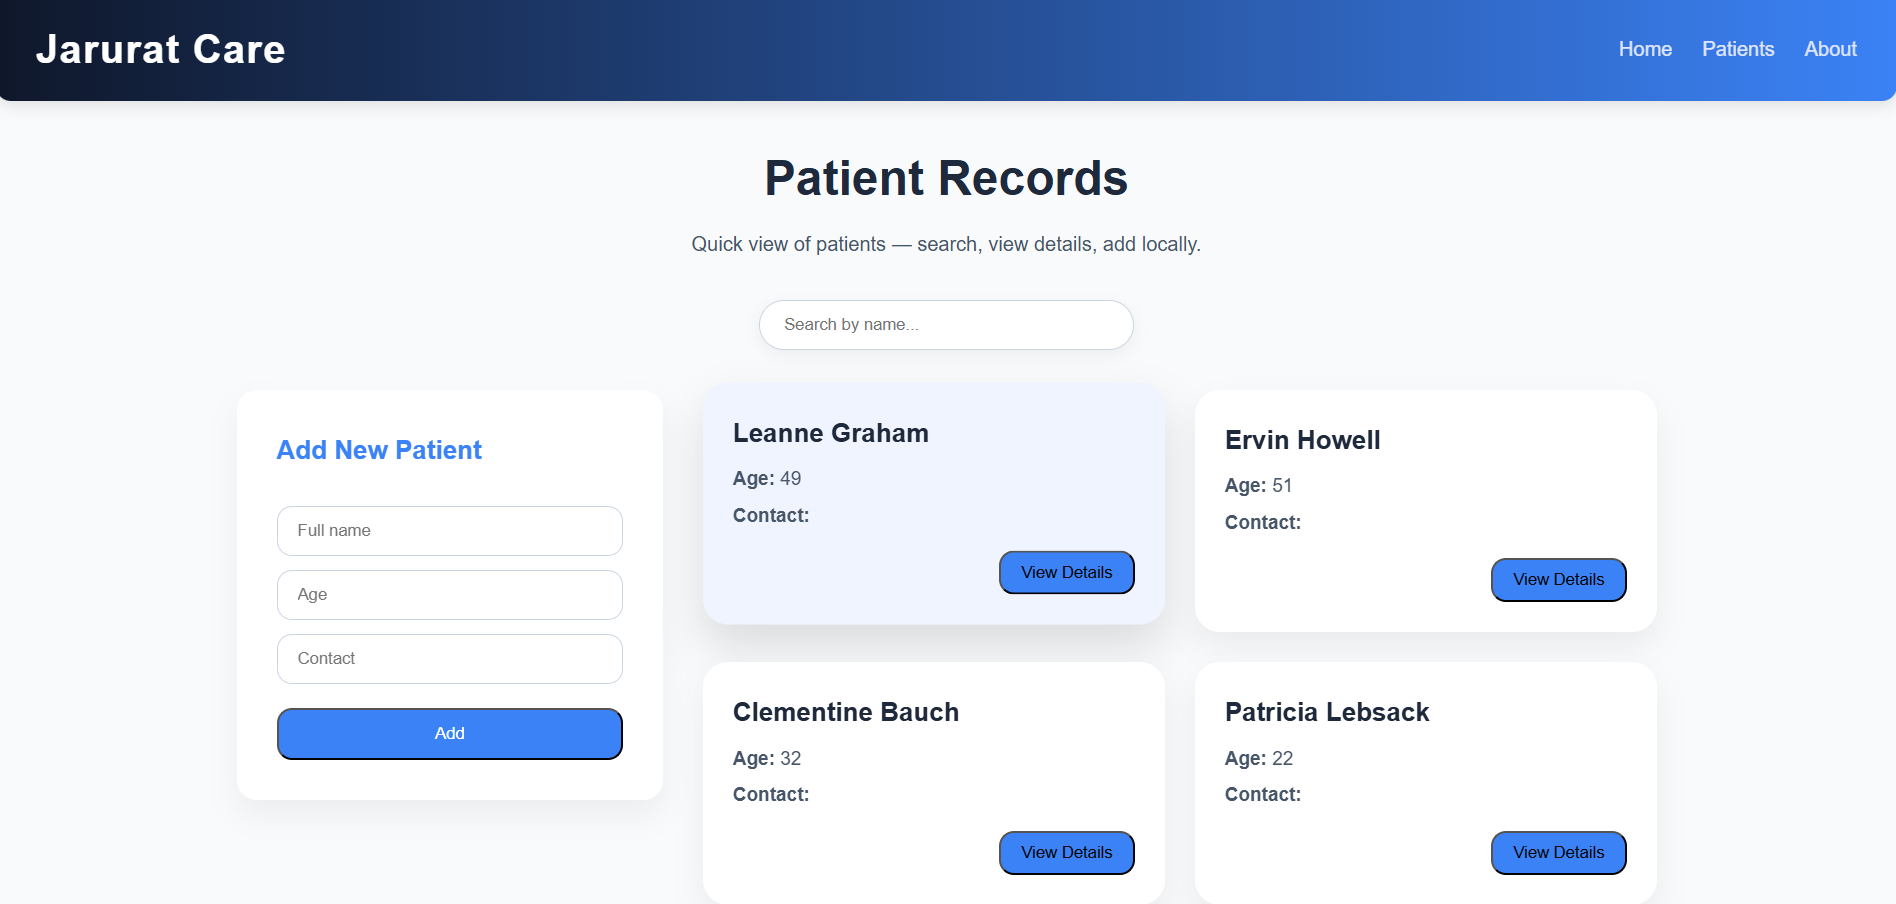 Jarurat Care
Home Patients About
Patient Records
Quick view of patients — search, view details, add locally.
Search by name...
Add New Patient
Full name
Age
Contact
Add
Leanne Graham
Age: 49
Contact:
View Details
Ervin Howell
Age: 51
Contact:
View Details
Clementine Bauch
Age: 32
Contact:
View Details
Patricia Lebsack
Age: 22
Contact:
View Details